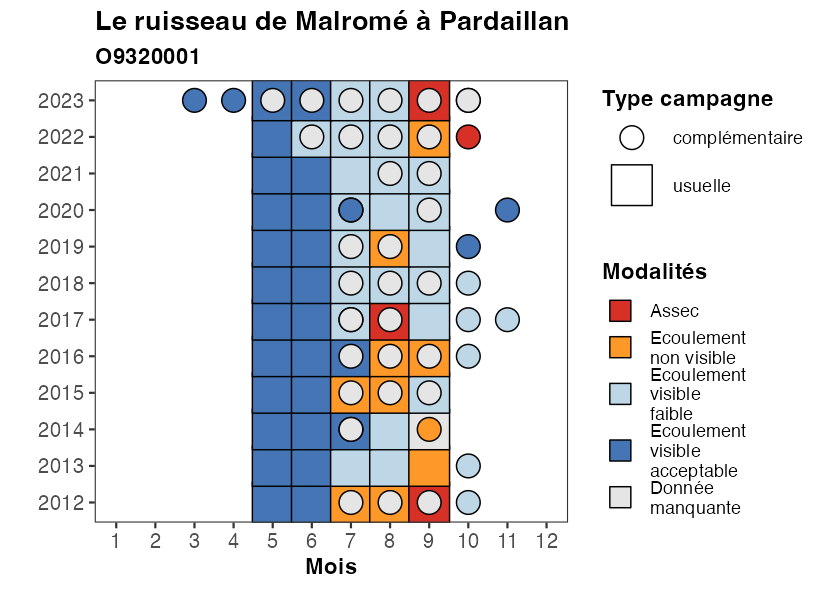 Le ruisseau de Malromé à Pardaillan
O9320001
2023
2022
2021
2020
2019
2018
2017
2016
2015
2014
2013
2012
1 2 3 4 5 6 7 8 9 10 11 12
Mois
Type campagne
complémentaire
usuelle
Modalités
Assec
Ecoulement
non visible
Ecoulement
visible
faible
Ecoulement
visible
acceptable
Donnée
manquante